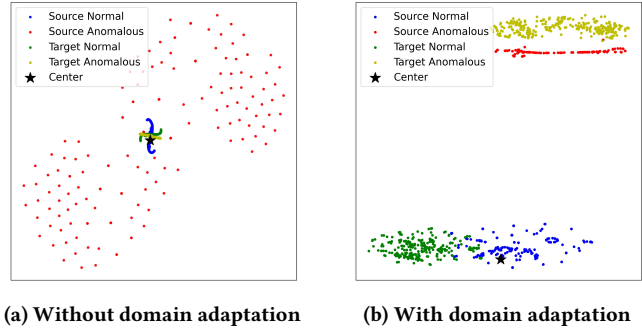 Source Normal
Source Anomalous
Target Normal
Target Anomalous
Center
Source Normal
Source Anomalous
Target Normal
Target Anomalous
Center
(a) Without domain adaptation
(b) With domain adaptation